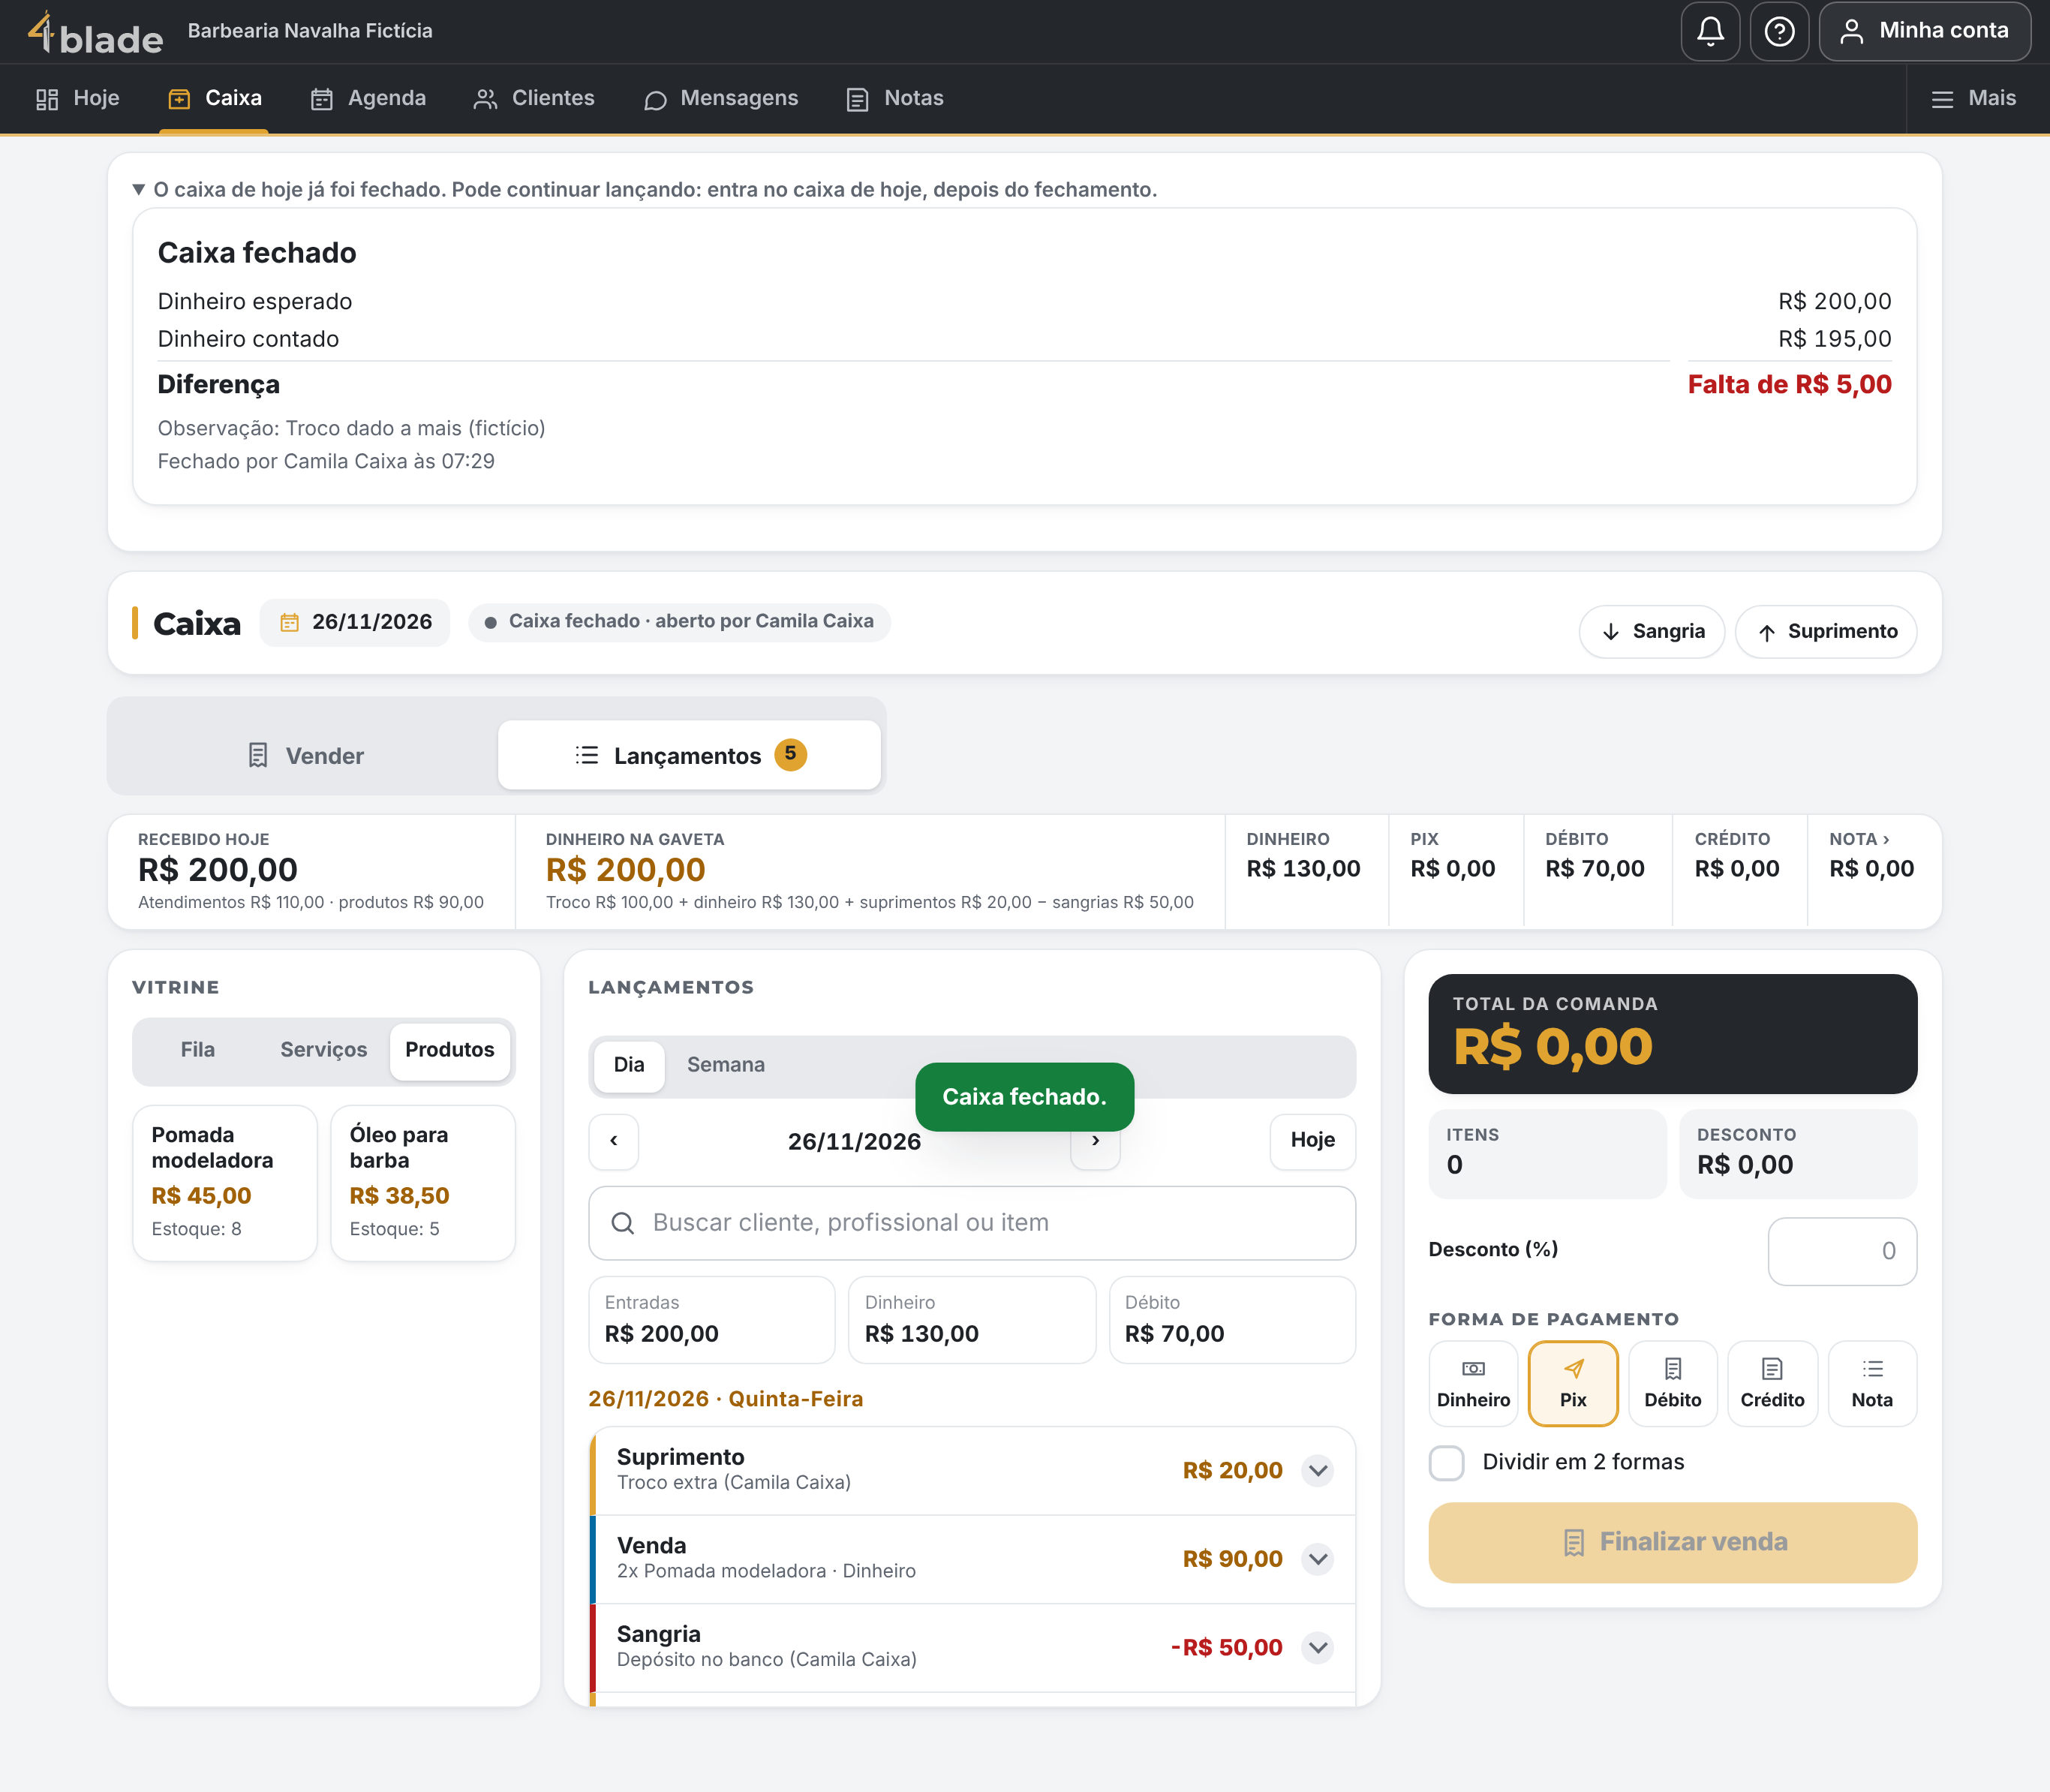 4blade
Barbearia Navalha Fictícia
Minha conta
Hoje
Caixa
Agenda
Clientes
Mensagens
Notas
Mais
O caixa de hoje já foi fechado. Pode continuar lançando: entra no caixa de hoje, depois do fechamento.
Caixa fechado
Dinheiro esperado R$ 200,00
Dinheiro contado R$ 195,00
Diferença Falta de R$ 5,00
Observação: Troco dado a mais (fictício)
Fechado por Camila Caixa às 07:29
Caixa
26/11/2026
Caixa fechado · aberto por Camila Caixa
Sangria
Suprimento
Vender
Lançamentos 5
RECEBIDO HOJE
R$ 200,00
Atendimentos R$ 110,00 · produtos R$ 90,00
DINHEIRO NA GAVETA
R$ 200,00
Troco R$ 100,00 + dinheiro R$ 130,00 + suprimentos R$ 20,00 − sangrias R$ 50,00
DINHEIRO
R$ 130,00
PIX
R$ 0,00
DÉBITO
R$ 70,00
CRÉDITO
R$ 0,00
NOTA ›
R$ 0,00
VITRINE
Fila
Serviços
Produtos
Pomada
modeladora
R$ 45,00
Estoque: 8
Óleo para
barba
R$ 38,50
Estoque: 5
LANÇAMENTOS
Dia
Semana
Caixa fechado.
‹
26/11/2026
›
Hoje
Buscar cliente, profissional ou item
Entradas
R$ 200,00
Dinheiro
R$ 130,00
Débito
R$ 70,00
26/11/2026 · Quinta-Feira
Suprimento
Troco extra (Camila Caixa)
R$ 20,00
Venda
2x Pomada modeladora · Dinheiro
R$ 90,00
Sangria
Depósito no banco (Camila Caixa)
-R$ 50,00
TOTAL DA COMANDA
R$ 0,00
ITENS
0
DESCONTO
R$ 0,00
Desconto (%)
0
FORMA DE PAGAMENTO
Dinheiro
Pix
Débito
Crédito
Nota
Dividir em 2 formas
Finalizar venda